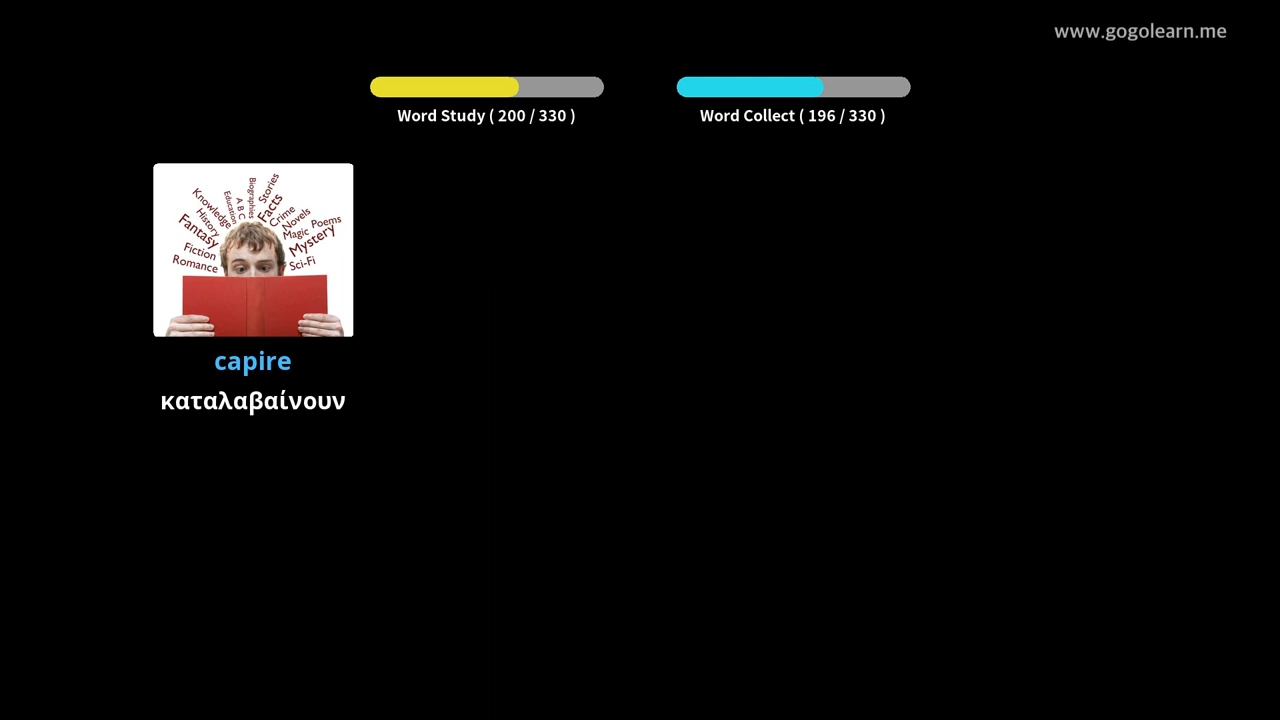 www.gogolearn.me
Word Study ( 200 / 330 )
Word Collect ( 196 / 330 )
Knowledge
History
Fantasy
Fiction
Romance
Education
A B C
Biographies
Stories
Facts
Crime
Novels
Magic
Poems
Mystery
Sci-Fi
capire
καταλαβαίνουν